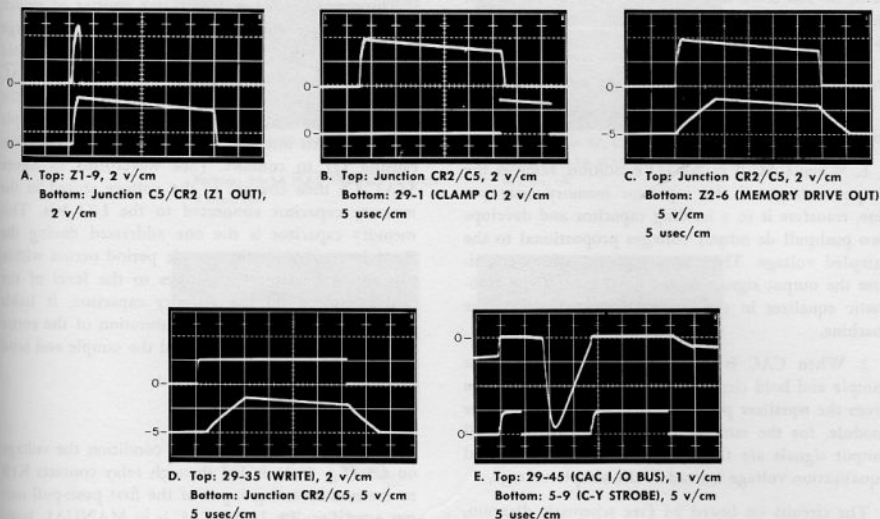 0-
0-
A. Top: Z1-9, 2 v/cm
Bottom: Junction C5/CR2 (Z1 OUT),
2 v/cm
0-
0-
B. Top: Junction CR2/C5, 2 v/cm
Bottom: 29-1 (CLAMP C) 2 v/cm
5 usec/cm
0-
-5-
C. Top: Junction CR2/C5, 2 v/cm
Bottom: Z2-6 (MEMORY DRIVE OUT)
5 v/cm
5 usec/cm
0-
-5-
D. Top: 29-35 (WRITE), 2 v/cm
Bottom: Junction CR2/C5, 5 v/cm
5 usec/cm
0-
0-
E. Top: 29-45 (CAC I/O BUS), 1 v/cm
Bottom: 5-9 (C-Y STROBE), 5 v/cm
5 usec/cm